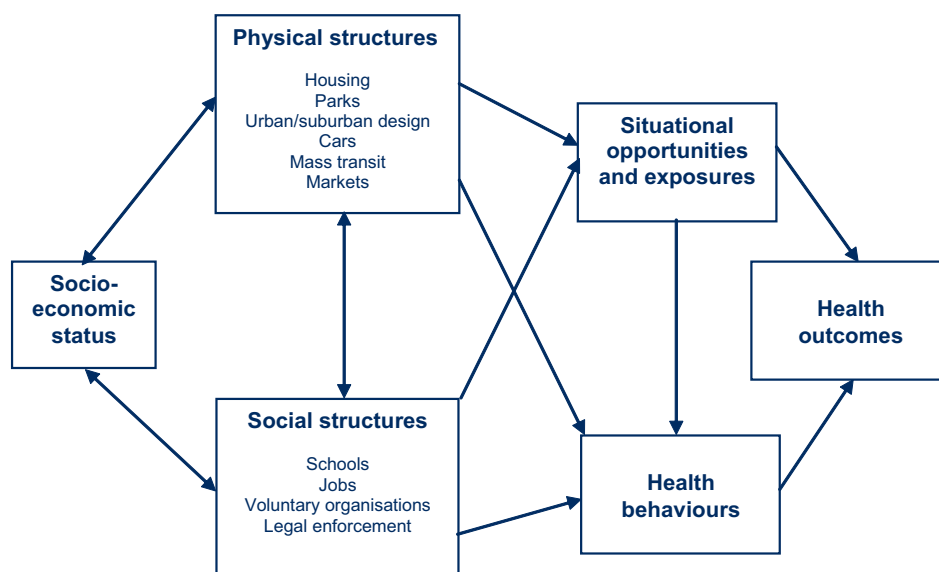 Physical structures
Housing
Parks
Urban/suburban design
Cars
Mass transit
Markets
Situational
opportunities
and exposures
Socio-
economic
status
Health
outcomes
Social structures
Schools
Jobs
Voluntary organisations
Legal enforcement
Health
behaviours